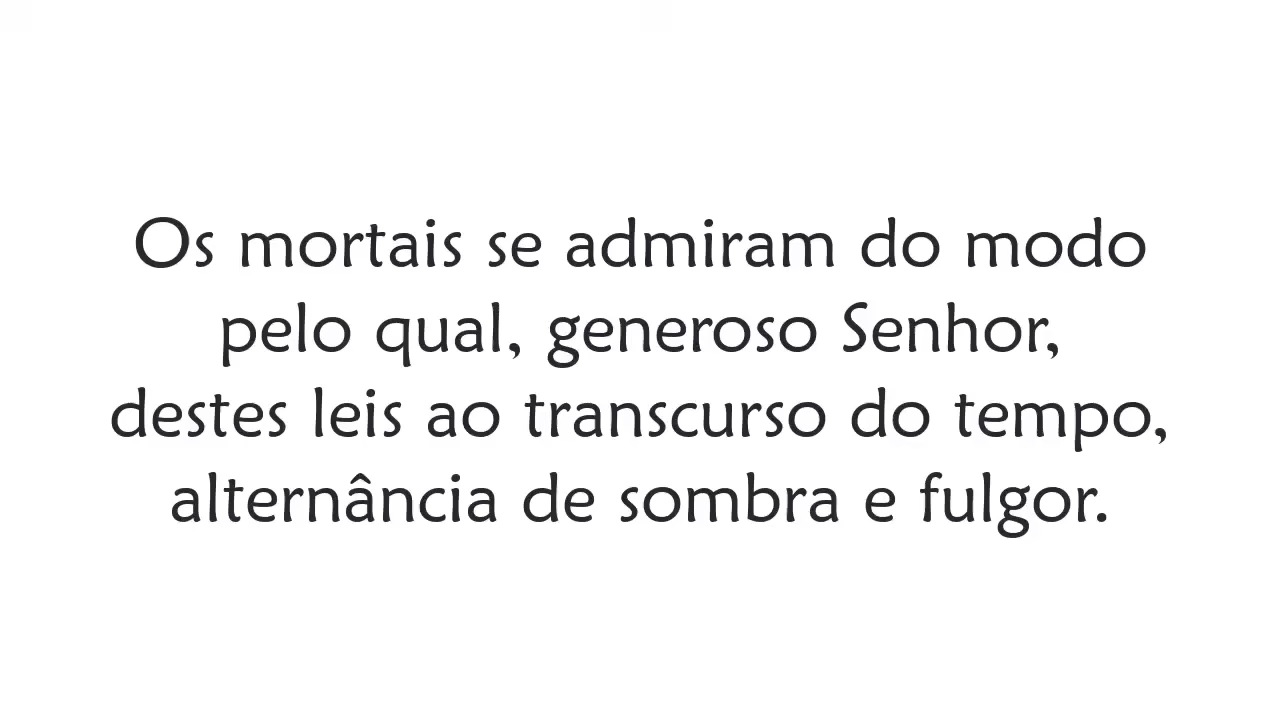 Os mortais se admiram do modo
pelo qual, generoso Senhor,
destes leis ao transcurso do tempo,
alternância de sombra e fulgor.